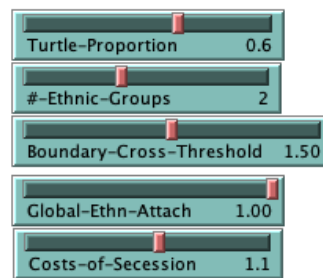 Turtle-Proportion 0.6
#-Ethnic-Groups 2
Boundary-Cross-Threshold 1.50
Global-Ethn-Attach 1.00
Costs-of-Secession 1.1